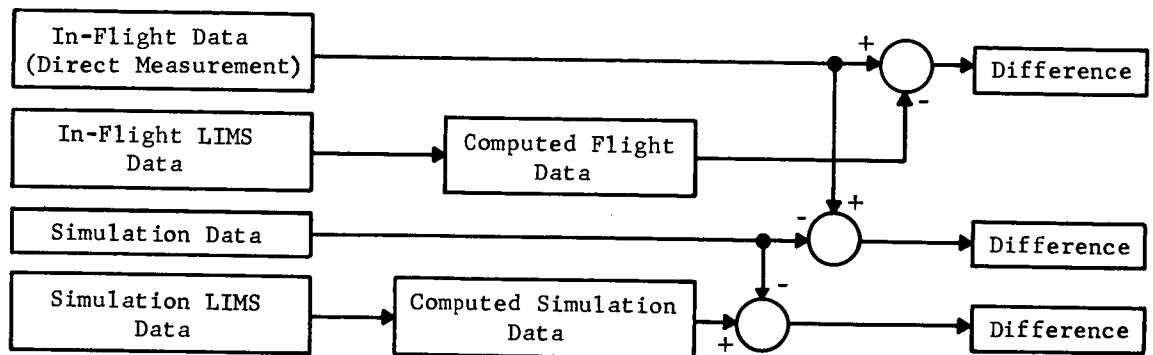 In-Flight Data
(Direct Measurement)
+
-
Difference
In-Flight LIMS
Data
Computed Flight
Data
+
-
Simulation Data
Difference
Simulation LIMS
Data
Computed Simulation
Data
-
+
Difference